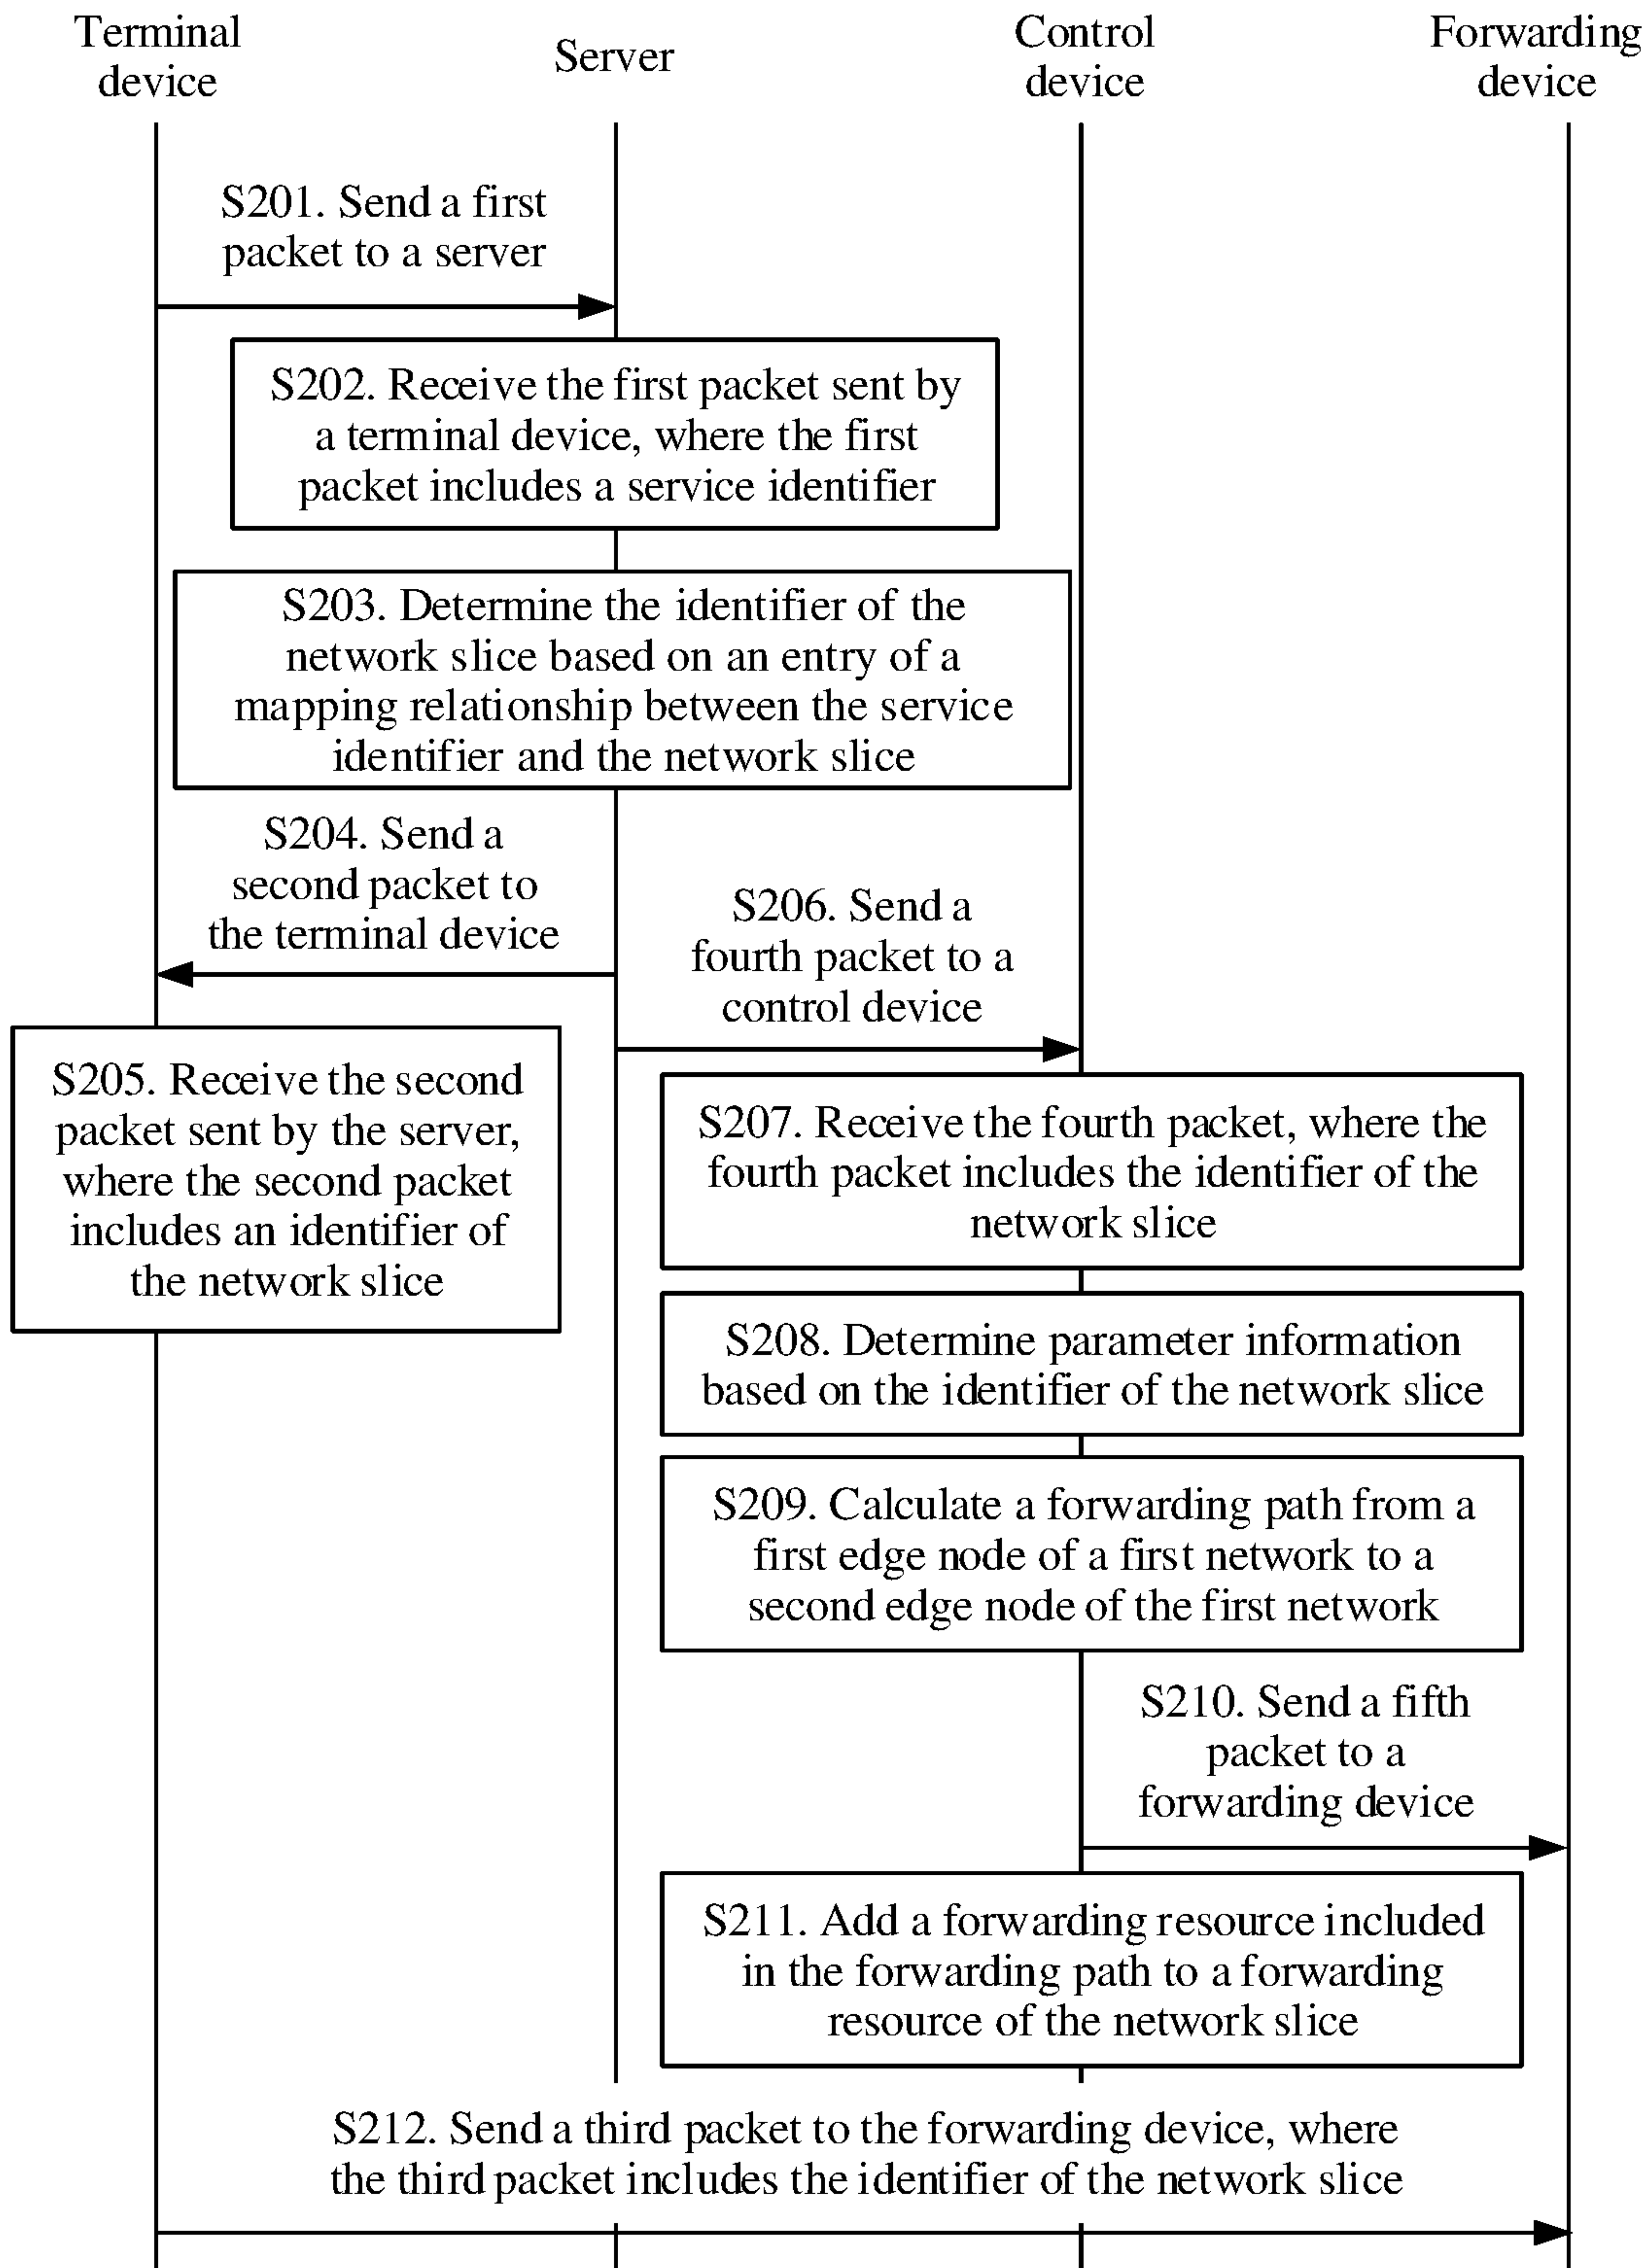 Terminal
device
Server
Control
device
Forwarding
device
S201. Send a first
packet to a server
S202. Receive the first packet sent by
a terminal device, where the first
packet includes a service identifier
S203. Determine the identifier of the
network slice based on an entry of a
mapping relationship between the service
identifier and the network slice
S204. Send a
second packet to
the terminal device
S205. Receive the second
packet sent by the server,
where the second packet
includes an identifier of
the network slice
S206. Send a
fourth packet to a
control device
S207. Receive the fourth packet, where the
fourth packet includes the identifier of the
network slice
S208. Determine parameter information
based on the identifier of the network slice
S209. Calculate a forwarding path from a
first edge node of a first network to a
second edge node of the first network
S210. Send a fifth
packet to a
forwarding device
S211. Add a forwarding resource included
in the forwarding path to a forwarding
resource of the network slice
S212. Send a third packet to the forwarding device, where
the third packet includes the identifier of the network slice